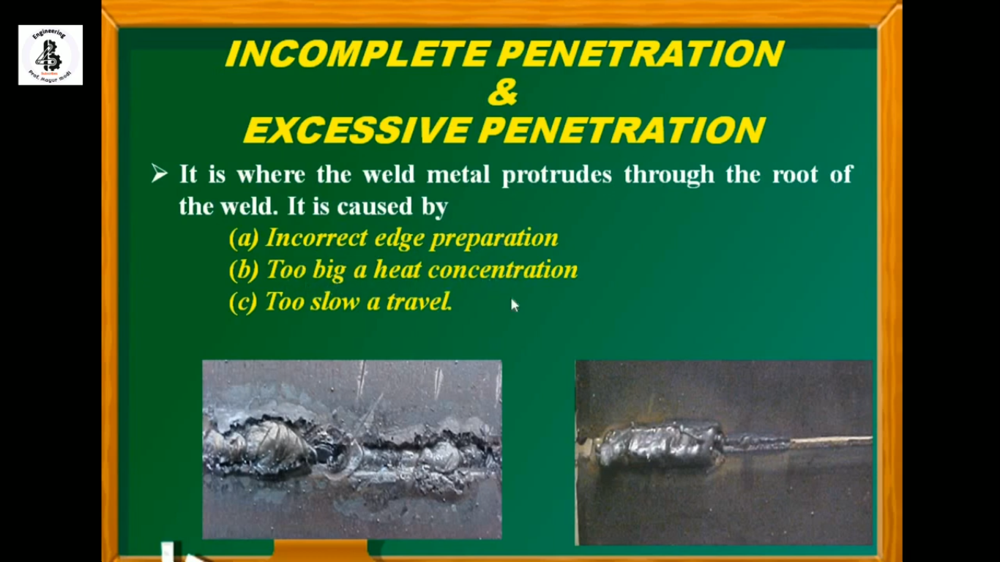 Engineering
Subscribe
Prof. Mayur modi
INCOMPLETE PENETRATION
&
EXCESSIVE PENETRATION
➢ It is where the weld metal protrudes through the root of
the weld. It is caused by
(a) Incorrect edge preparation
(b) Too big a heat concentration
(c) Too slow a travel.